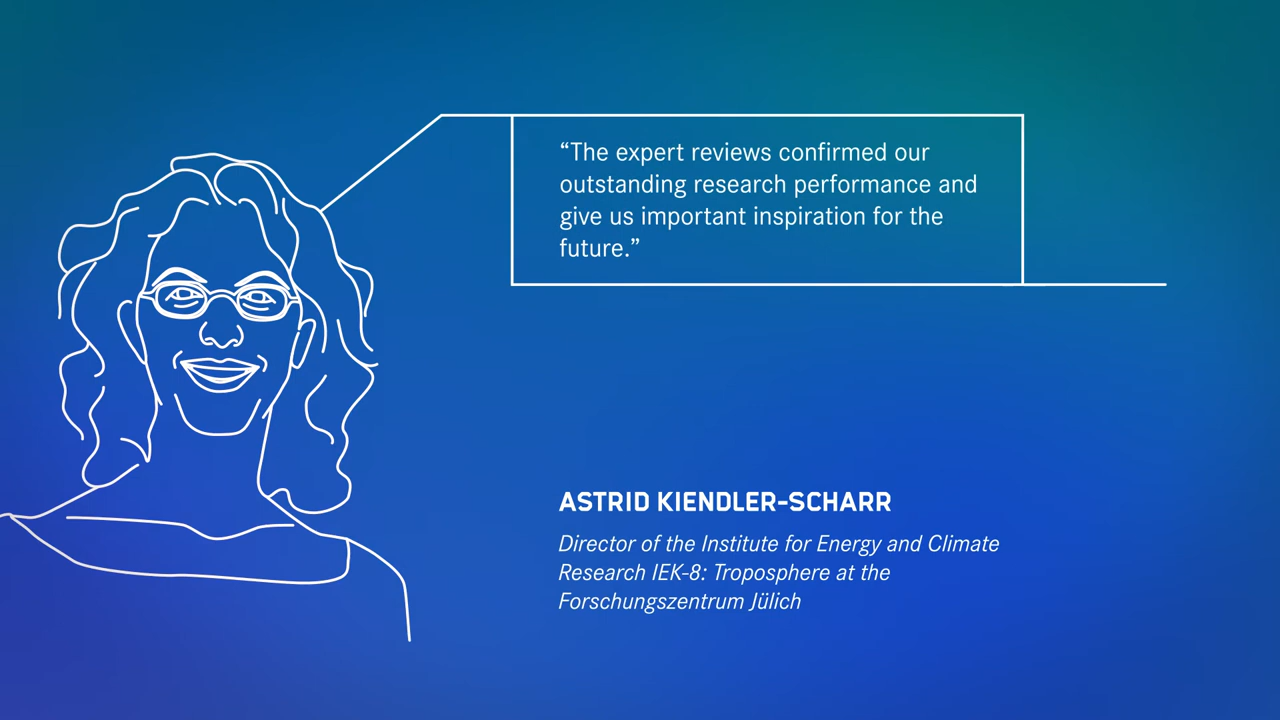 “The expert reviews confirmed our
outstanding research performance and
give us important inspiration for the
future.”
ASTRID KIENDLER-SCHARR
Director of the Institute for Energy and Climate
Research IEK-8: Troposphere at the
Forschungszentrum Jülich